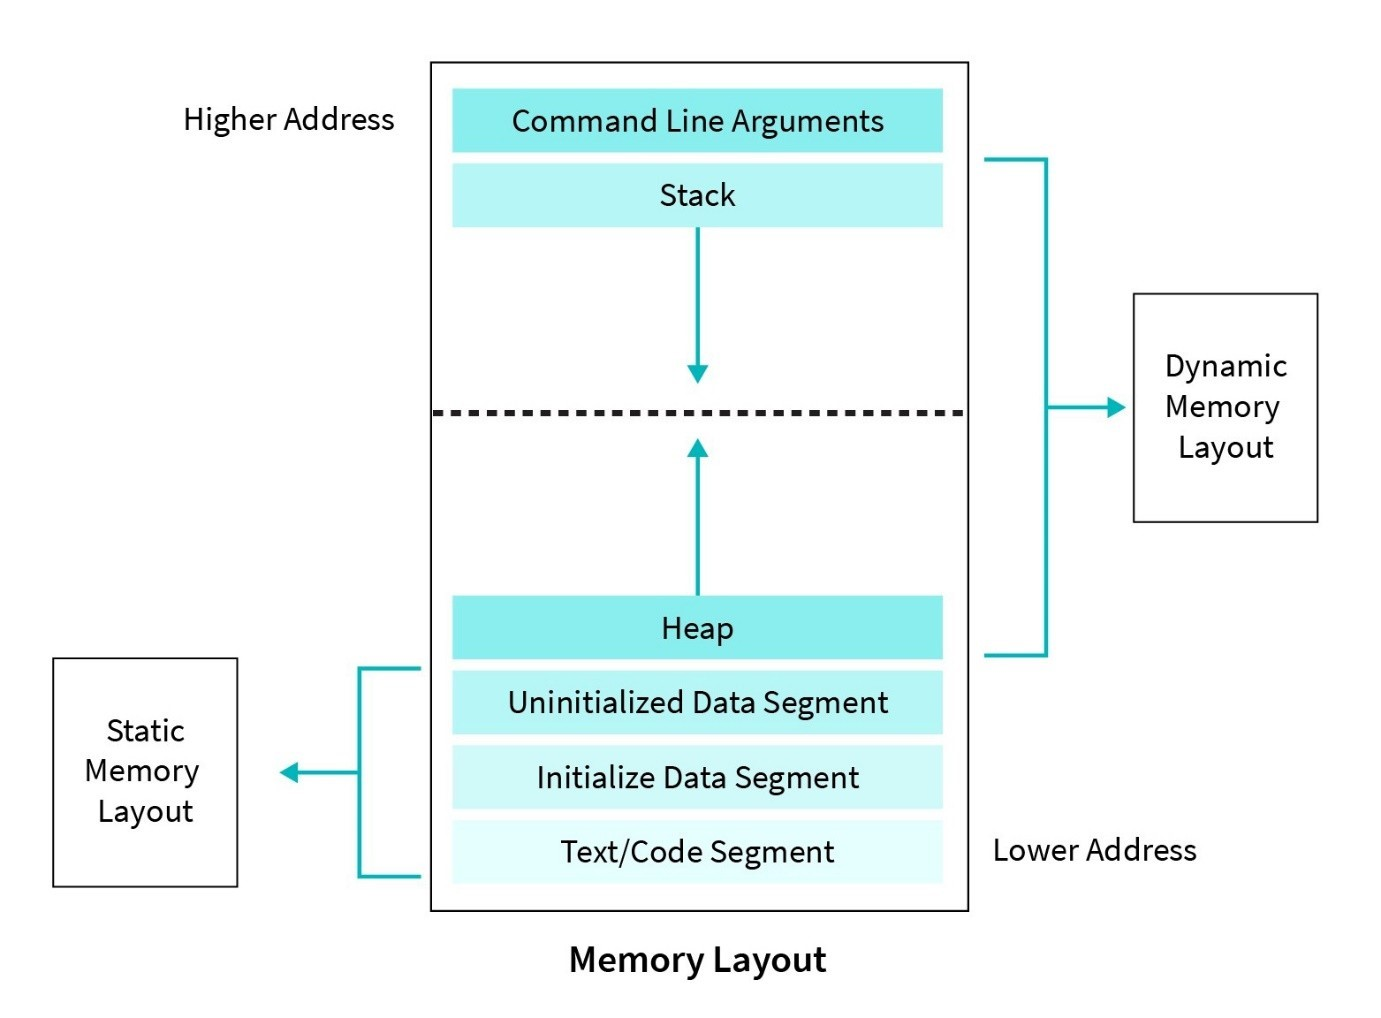 Higher Address
Command Line Arguments
Stack
Dynamic
Memory
Layout
Heap
Uninitialized Data Segment
Static
Memory
Layout
Initialize Data Segment
Text/Code Segment
Lower Address
Memory Layout